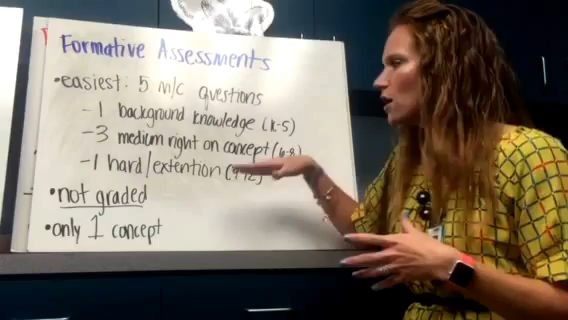 Formative Assessments
•easiest: 5 m/c questions
-1 background knowledge (K-5)
-3 medium right on concept (6-8)
-1 hard/extention (9-12)
•not graded
•only 1 concept